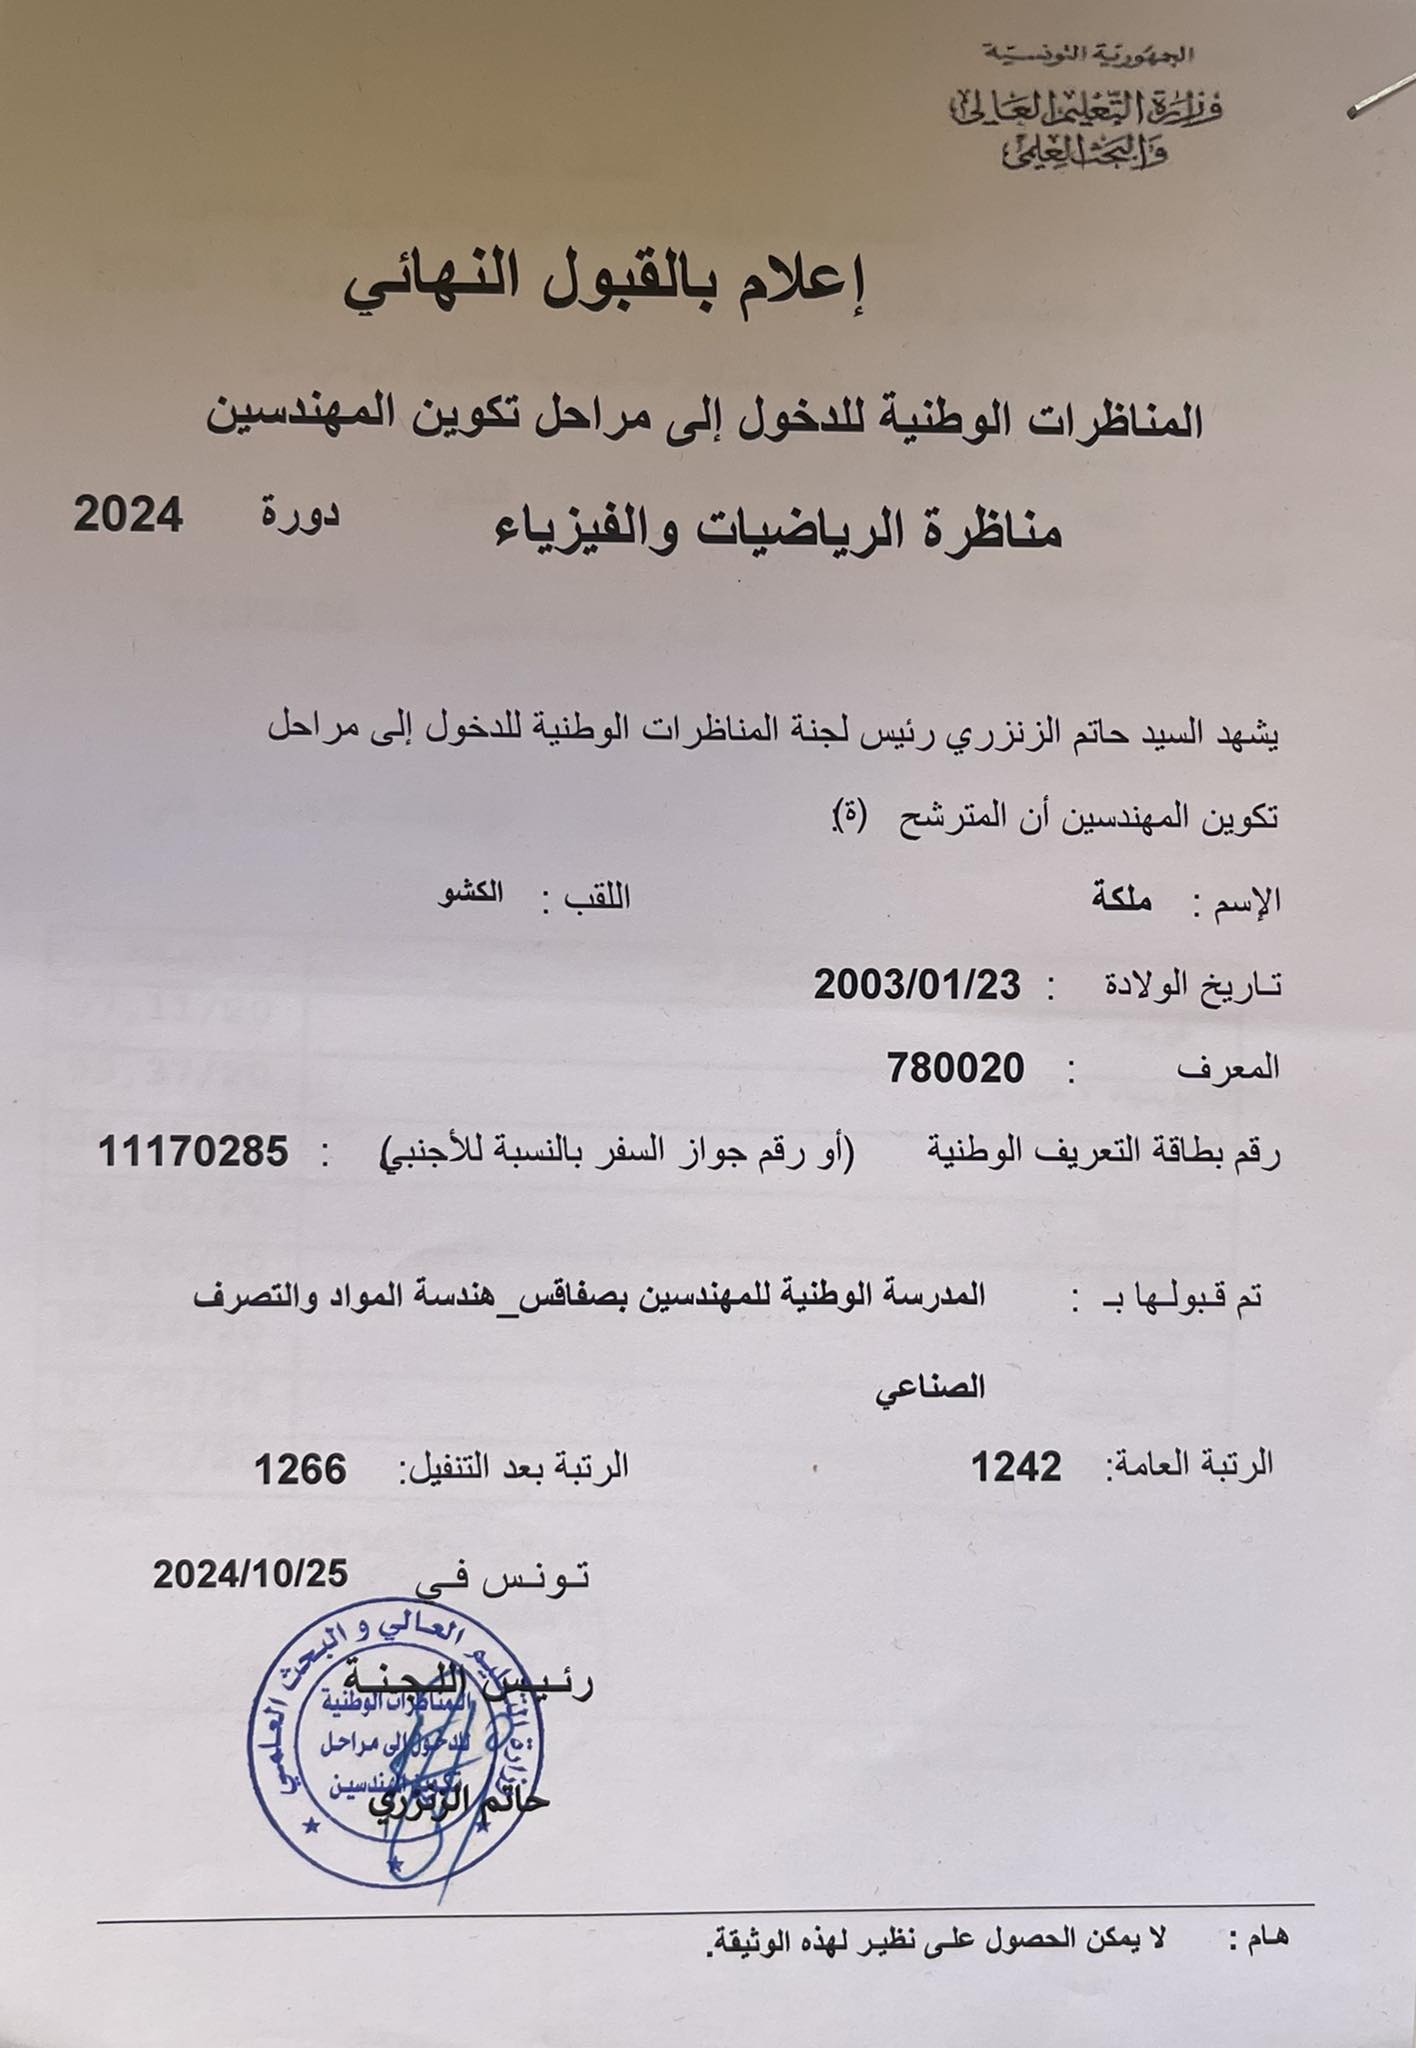 الجمهورية التونسية
وزارة التعليم العالي
والبحث العلمي
إعلام بالقبول النهائي
المناظرات الوطنية للدخول إلى مراحل تكوين المهندسين
مناظرة الرياضيات والفيزياء دورة 2024
يشهد السيد حاتم الزنزري رئيس لجنة المناظرات الوطنية للدخول إلى مراحل
تكوين المهندسين أن المترشح (ة):
الإسم : ملكة اللقب : الكشو
تاريخ الولادة : 2003/01/23
المعرف : 780020
رقم بطاقة التعريف الوطنية (أو رقم جواز السفر بالنسبة للأجنبي) : 11170285
تم قبولها بـ : المدرسة الوطنية للمهندسين بصفاقس_هندسة المواد والتصرف
الصناعي
الرتبة العامة: 1242 الرتبة بعد التنفيل: 1266
تونس في 2024/10/25
رئيس اللجنة
وزارة التعليم العالي و البحث العلمي
المناظرات الوطنية
للدخول إلى مراحل
تكوين المهندسين
حاتم الزنزري
هام : لا يمكن الحصول على نظير لهذه الوثيقة.